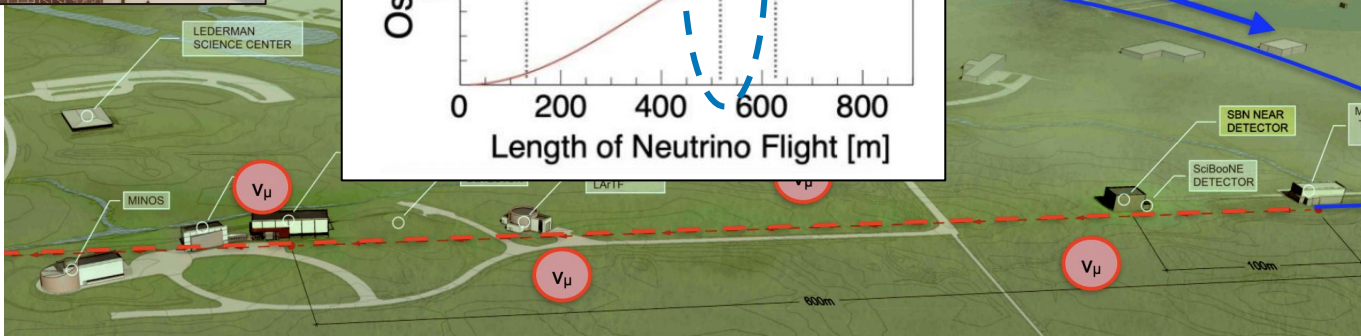 LEDERMAN
SCIENCE CENTER
Os
0 200 400 600 800
Length of Neutrino Flight [m]
SBN NEAR
DETECTOR
SciBooNE
DETECTOR
MINOS
LArTF
νμ
νμ
νμ
νμ
100m
600m